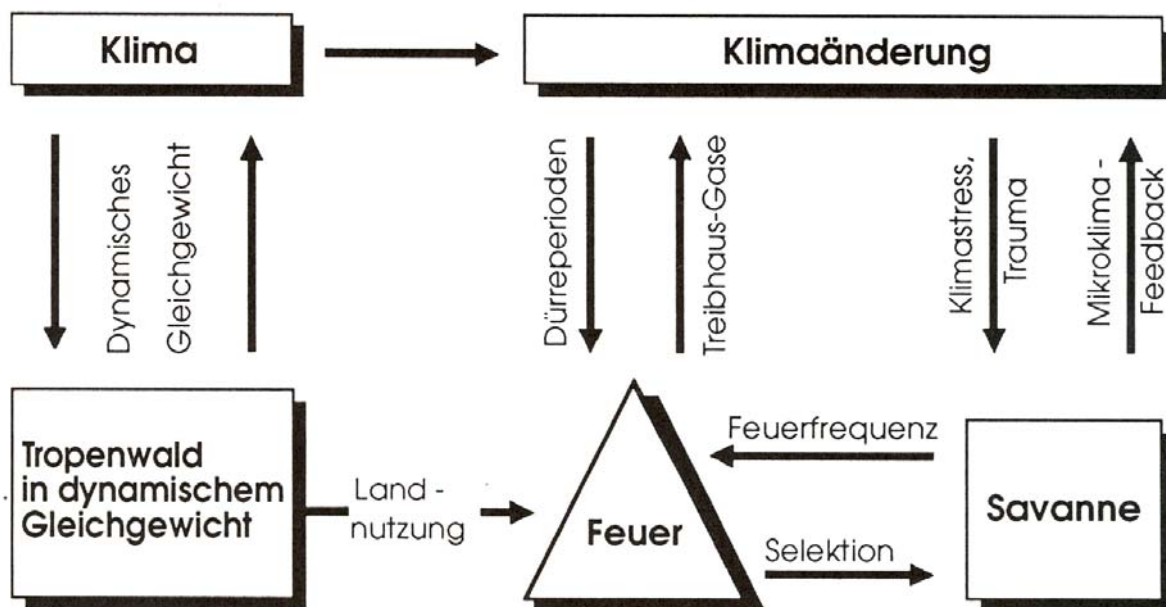 Klima
Klimaänderung
Dynamisches
Gleichgewicht
Dürreperioden
Treibhaus-Gase
Klimastress,
Trauma
Mikroklima -
Feedback
Tropenwald
in dynamischem
Gleichgewicht
Land -
nutzung
Feuer
Feuerfrequenz
Selektion
Savanne